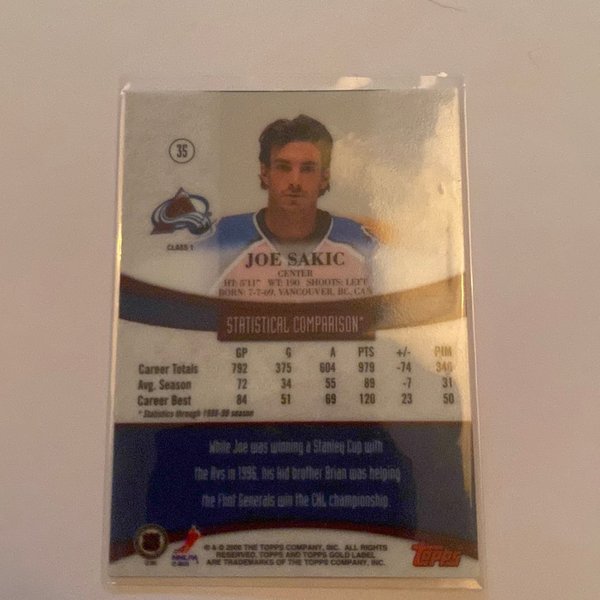 35
CLASS 1
JOE SAKIC
CENTER
HT: 5'11" WT: 190 SHOOTS: LEFT
BORN: 7-7-69, VANCOUVER, BC, CAN
STATISTICAL COMPARISON*
GP G A PTS +/- PIM
Career Totals 792 375 604 979 -74 346
Avg. Season 72 34 55 89 -7 31
Career Best 84 51 69 120 23 50
* Statistics through 1998-99 season
While Joe was winning a Stanley Cup with
the Avs in 1996, his kid brother Brian was helping
the Flint Generals win the CHL championship.
© & © 2000 THE TOPPS COMPANY, INC. ALL RIGHTS
RESERVED. TOPPS AND TOPPS GOLD LABEL
ARE TRADEMARKS OF THE TOPPS COMPANY, INC.
NHLPA
TOPPS